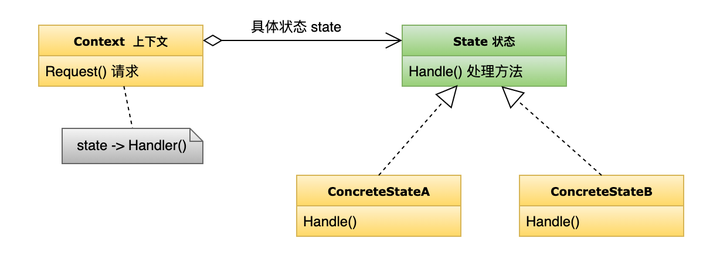 具体状态 state
Context 上下文
State 状态
Request() 请求
Handle() 处理方法
state -> Handler()
ConcreteStateA
ConcreteStateB
Handle()
Handle()